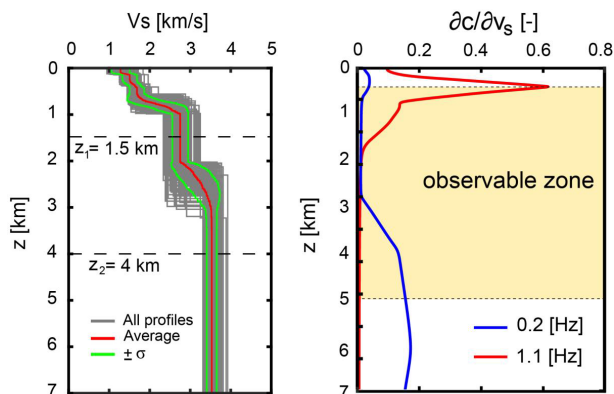 Vs [km/s]
0 1 2 3 4 5
0
1
2
3
4
5
6
7
z [km]
z1 = 1.5 km
z2 = 4 km
All profiles
Average
± σ
∂c/∂vs [-]
0 0.2 0.4 0.6 0.8
0
1
2
3
4
5
6
7
z [km]
observable zone
0.2 [Hz]
1.1 [Hz]